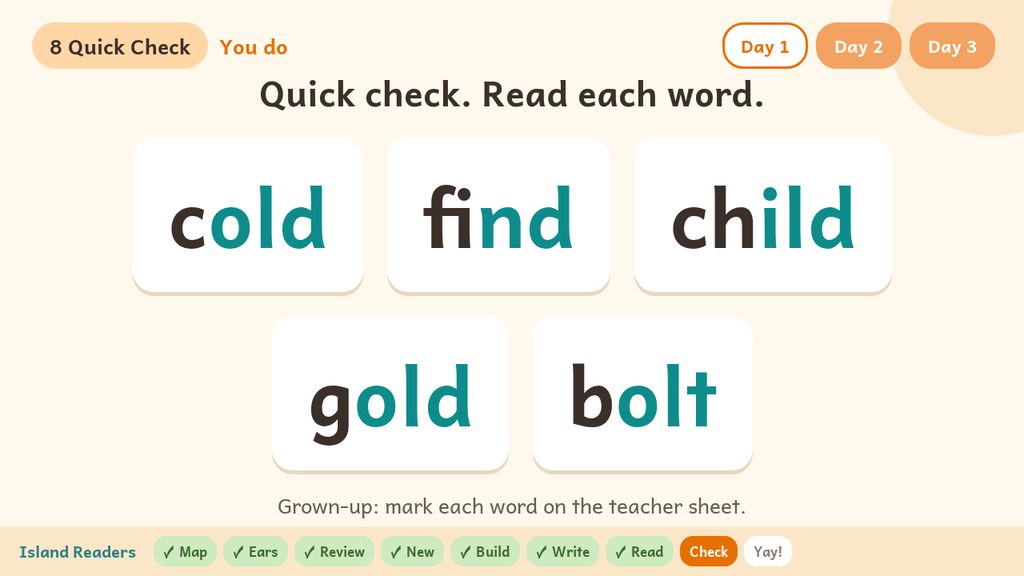 8 Quick Check You do Day 1 Day 2 Day 3
Quick check. Read each word.
cold find child
gold bolt
Grown-up: mark each word on the teacher sheet.
Island Readers ✓ Map ✓ Ears ✓ Review ✓ New ✓ Build ✓ Write ✓ Read Check Yay!